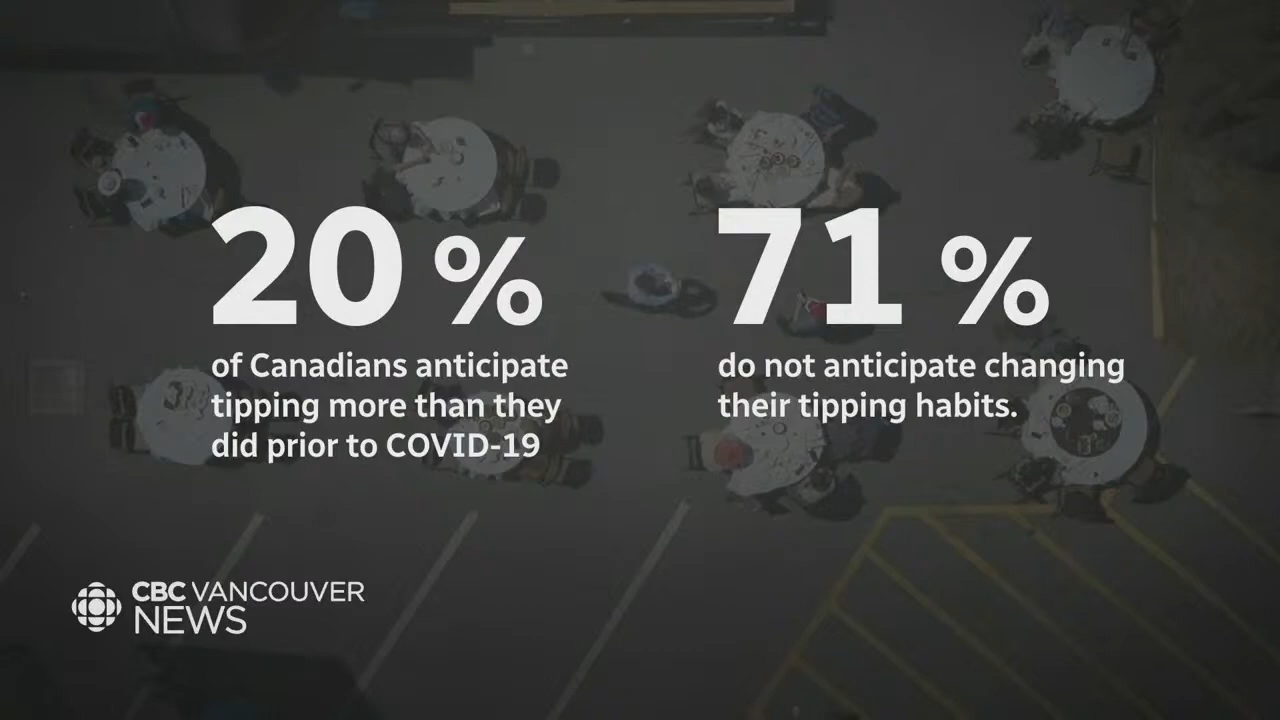 20 %
of Canadians anticipate
tipping more than they
did prior to COVID-19
71 %
do not anticipate changing
their tipping habits.
CBC VANCOUVER
NEWS